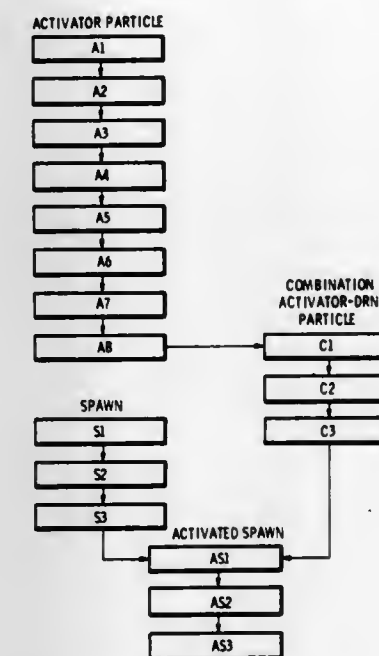 ACTIVATOR PARTICLE
A1
A2
A3
A4
A5
A6
A7
A8
COMBINATION
ACTIVATOR-DRN
PARTICLE
C1
C2
C3
SPAWN
S1
S2
S3
ACTIVATED SPAWN
AS1
AS2
AS3